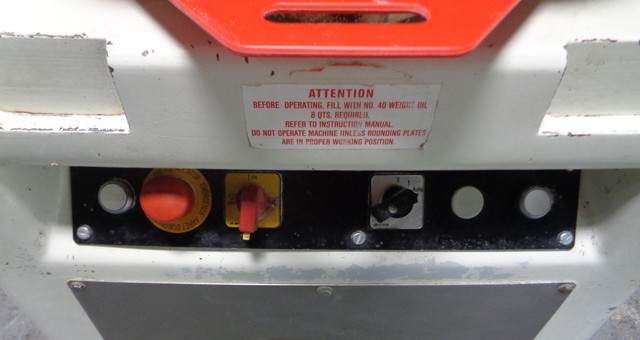 ATTENTION
BEFORE OPERATING, FILL WITH NO. 40 WEIGHT OIL
8 QTS. REQUIRED.
REFER TO INSTRUCTION MANUAL.
DO NOT OPERATE MACHINE UNLESS ROUNDING PLATES
ARE IN PROPER WORKING POSITION.